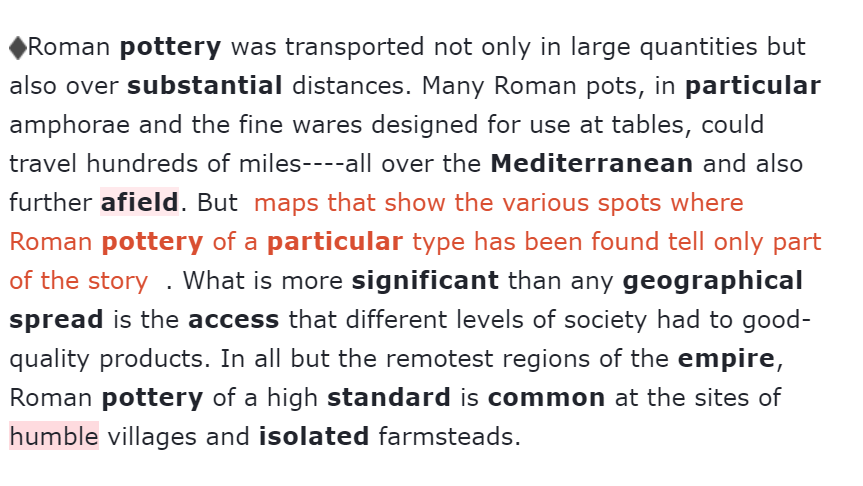 ◆Roman pottery was transported not only in large quantities but
also over substantial distances. Many Roman pots, in particular
amphorae and the fine wares designed for use at tables, could
travel hundreds of miles----all over the Mediterranean and also
further afield. But maps that show the various spots where
Roman pottery of a particular type has been found tell only part
of the story . What is more significant than any geographical
spread is the access that different levels of society had to good-
quality products. In all but the remotest regions of the empire,
Roman pottery of a high standard is common at the sites of
humble villages and isolated farmsteads.